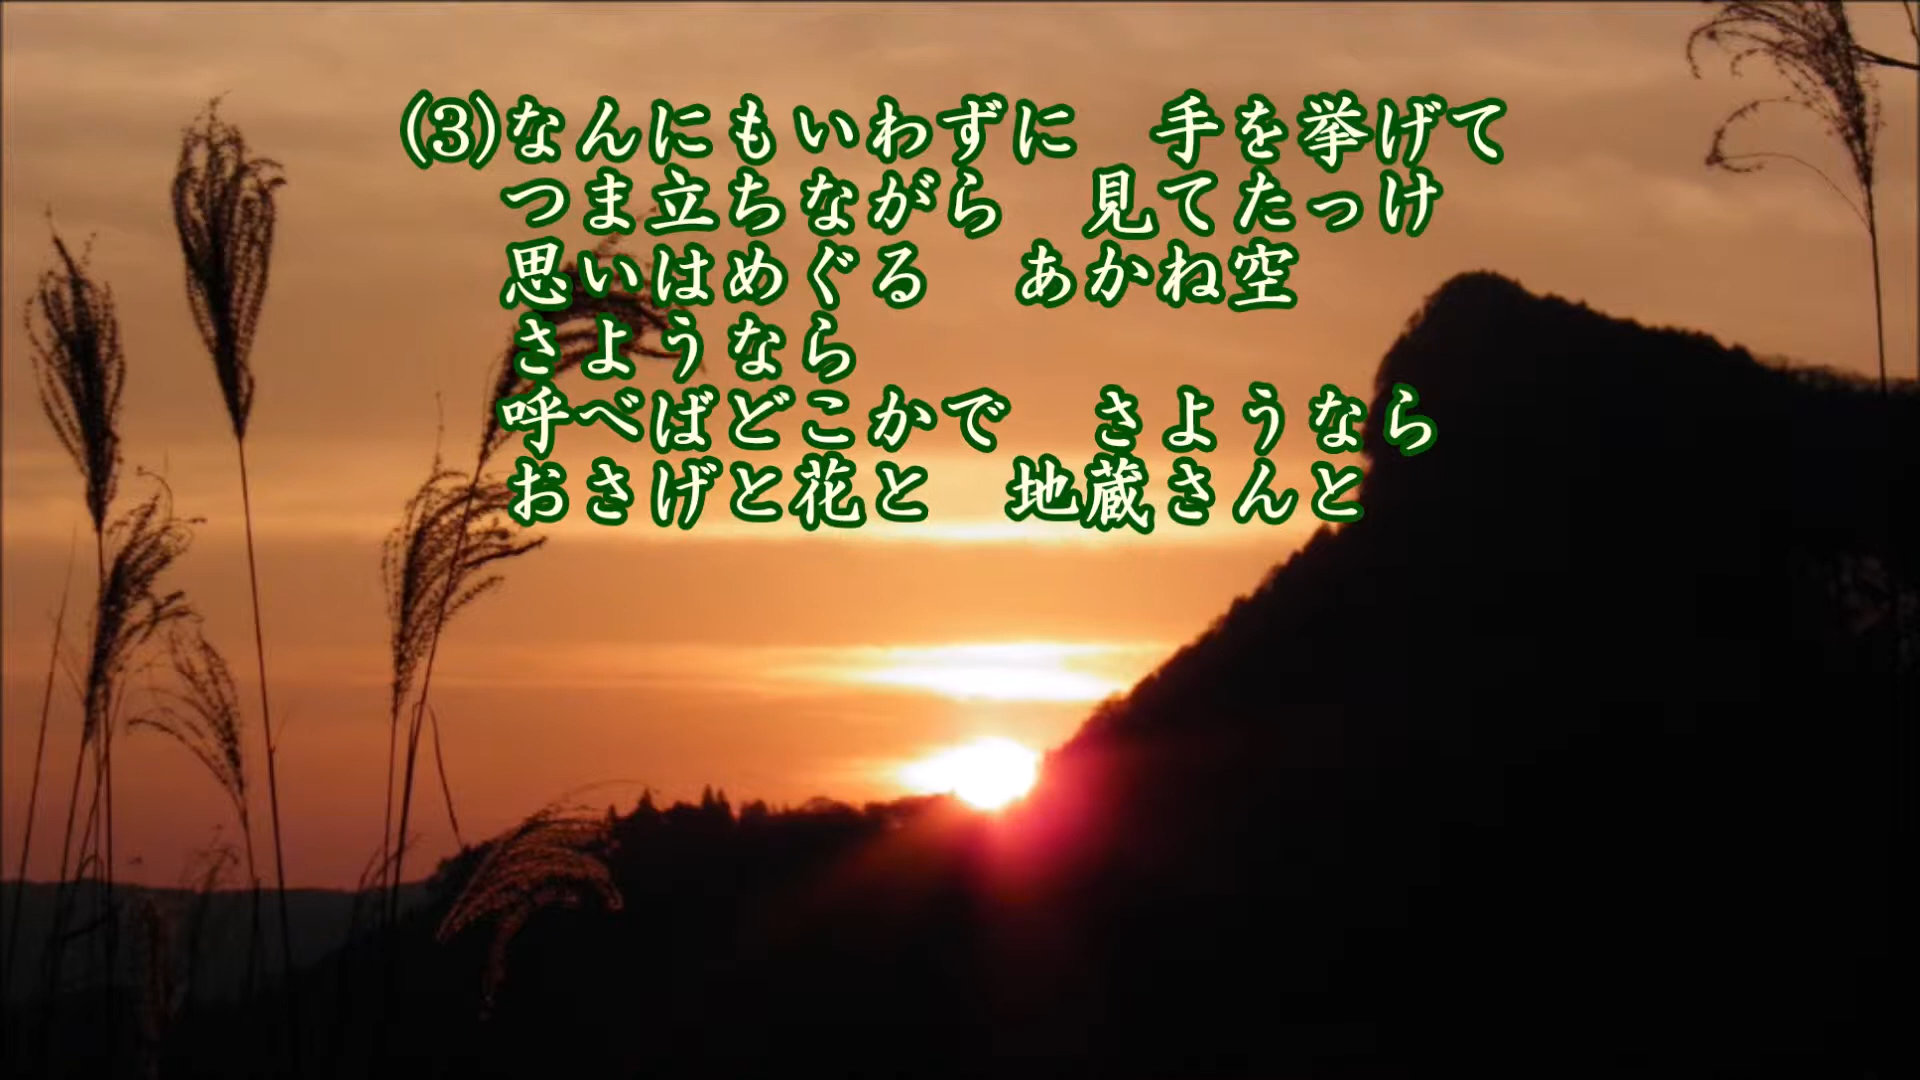 (3)なんにもいわずに　手を挙げて
つま立ちながら　見てたっけ
思いはめぐる　あかね空
さようなら
呼べばどこかで　さようなら
おさげと花と　地蔵さんと